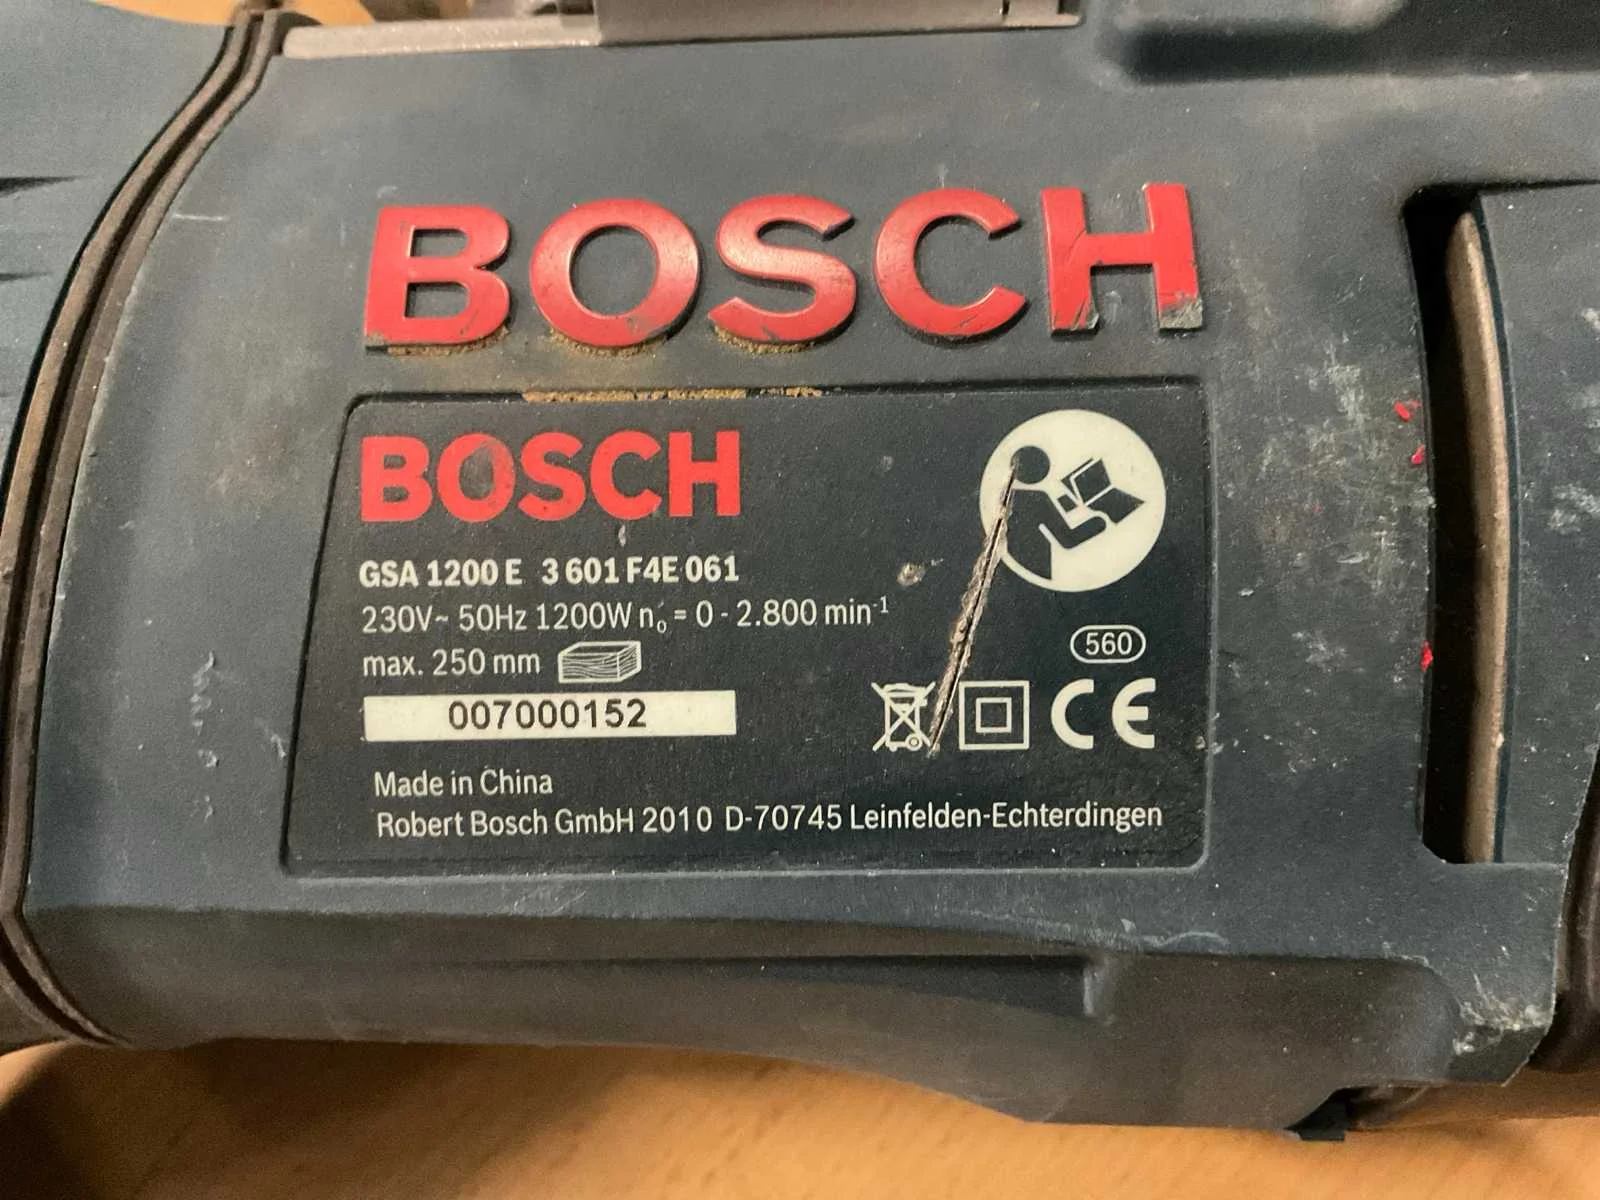 BOSCH
BOSCH
GSA 1200 E 3 601 F4E 061
230V~ 50Hz 1200W n₀ = 0 - 2.800 min⁻¹
max. 250 mm
560
007000152
CE
Made in China
Robert Bosch GmbH 2010 D-70745 Leinfelden-Echterdingen